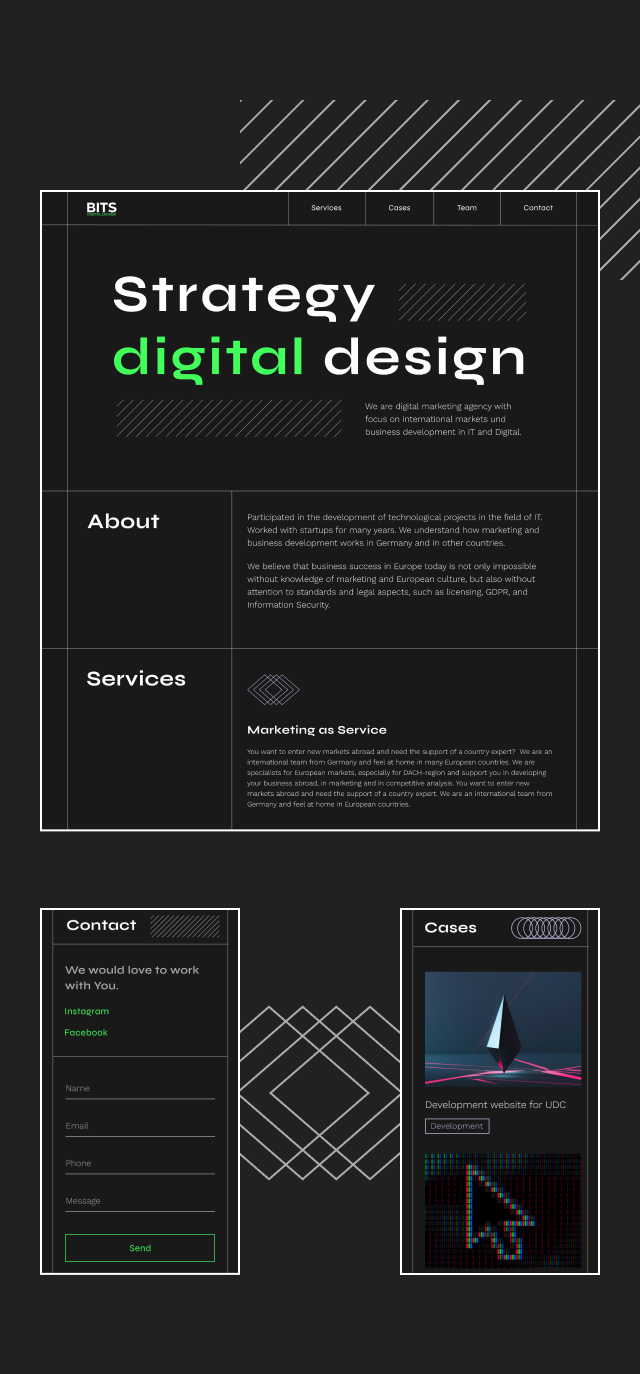 BITS
DIGITAL DESIGN
Services
Cases
Team
Contact
Strategy
digital design
We are digital marketing agency with
focus on international markets und
business development in IT and Digital.
About
Participated in the development of technological projects in the field of IT.
Worked with startups for many years. We understand how marketing and
business development works in Germany and in other countries.
We believe that business success in Europe today is not only impossible
without knowledge of marketing and European culture, but also without
attention to standards and legal aspects, such as licensing, GDPR, and
Information Security.
Services
Marketing as Service
You want to enter new markets abroad and need the support of a country expert? We are an
international team from Germany and feel at home in many European countries. We are
specialists for European markets, especially for DACH-region and support you in developing
your business abroad, in marketing and in competitive analysis. You want to enter new
markets abroad and need the support of a country expert. We are an international team from
Germany and feel at home in European countries.
Contact
We would love to work
with You.
Instagram
Facebook
Name
Email
Phone
Message
Send
Cases
Development website for UDC
Development